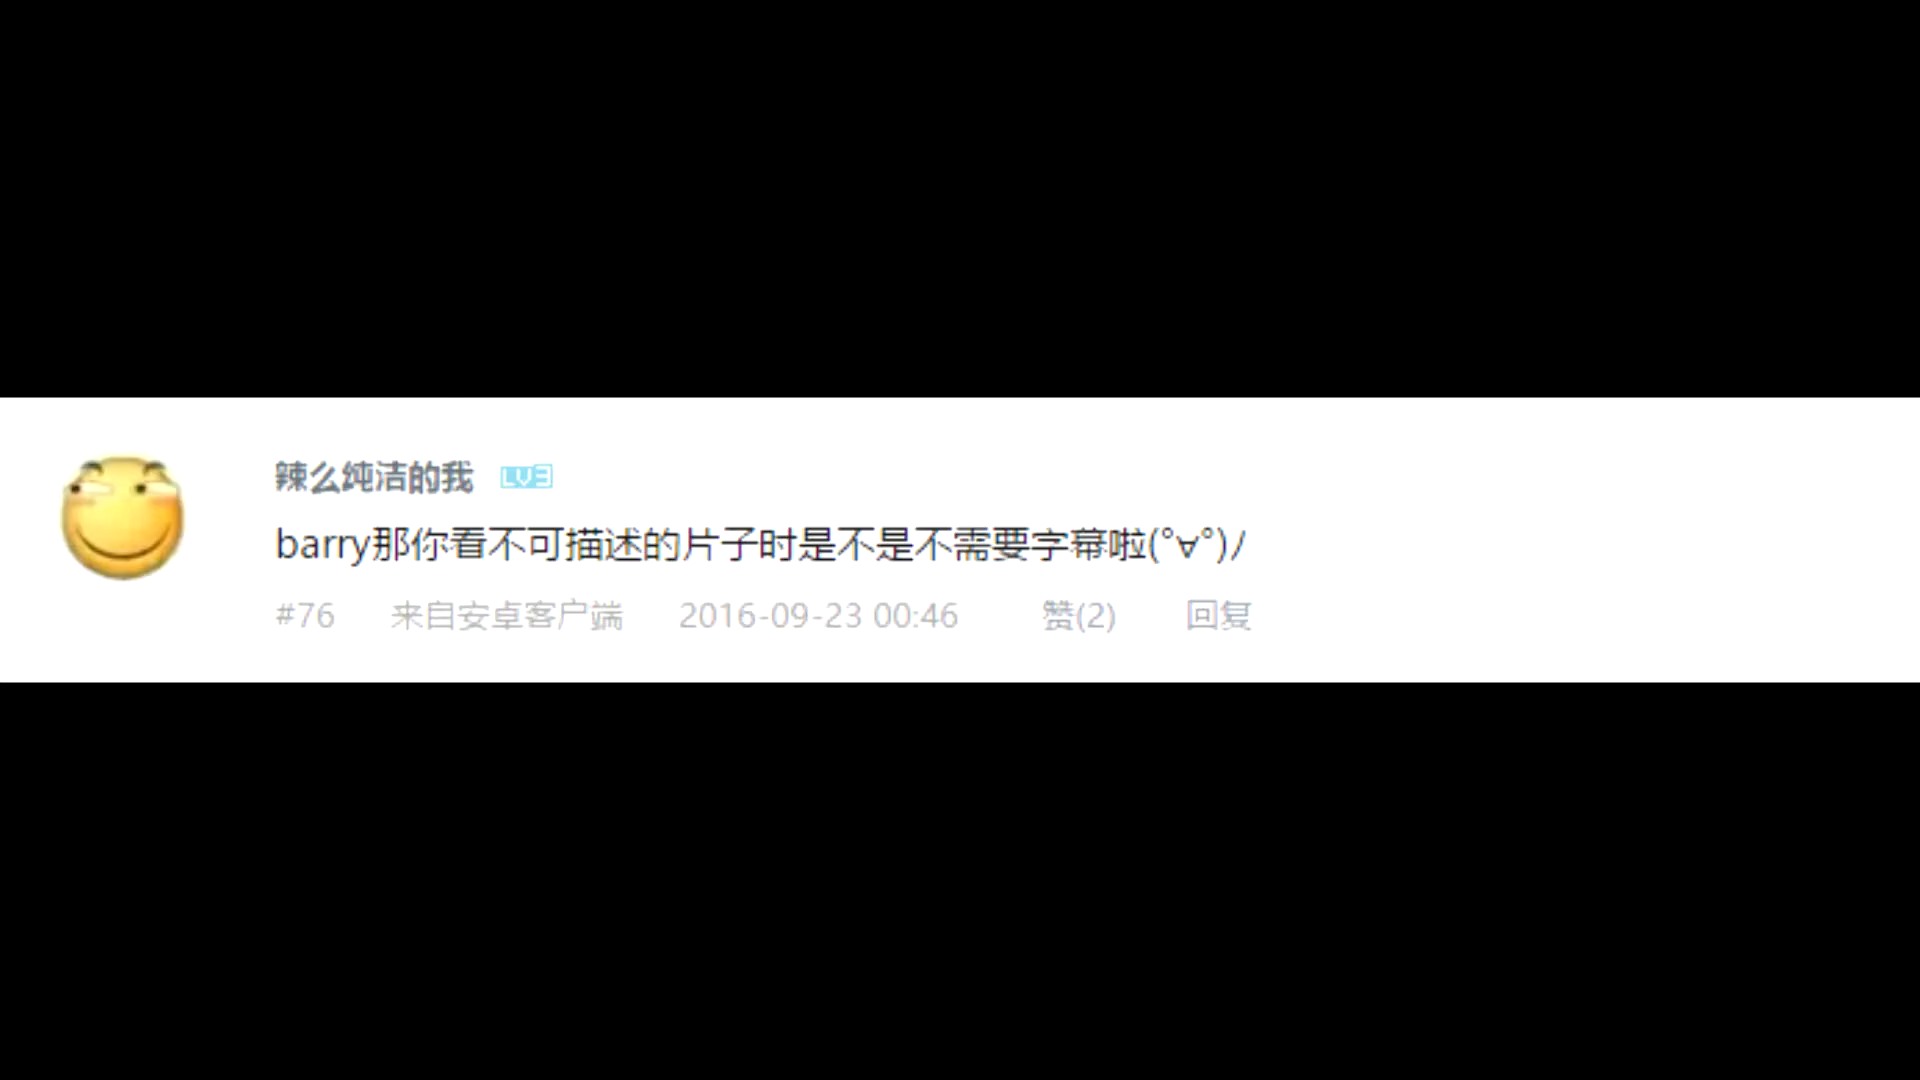 辣么纯洁的我 LV3
barry那你看不可描述的片子时是不是不需要字幕啦(°∀°)/
#76 来自安卓客户端 2016-09-23 00:46 赞(2) 回复